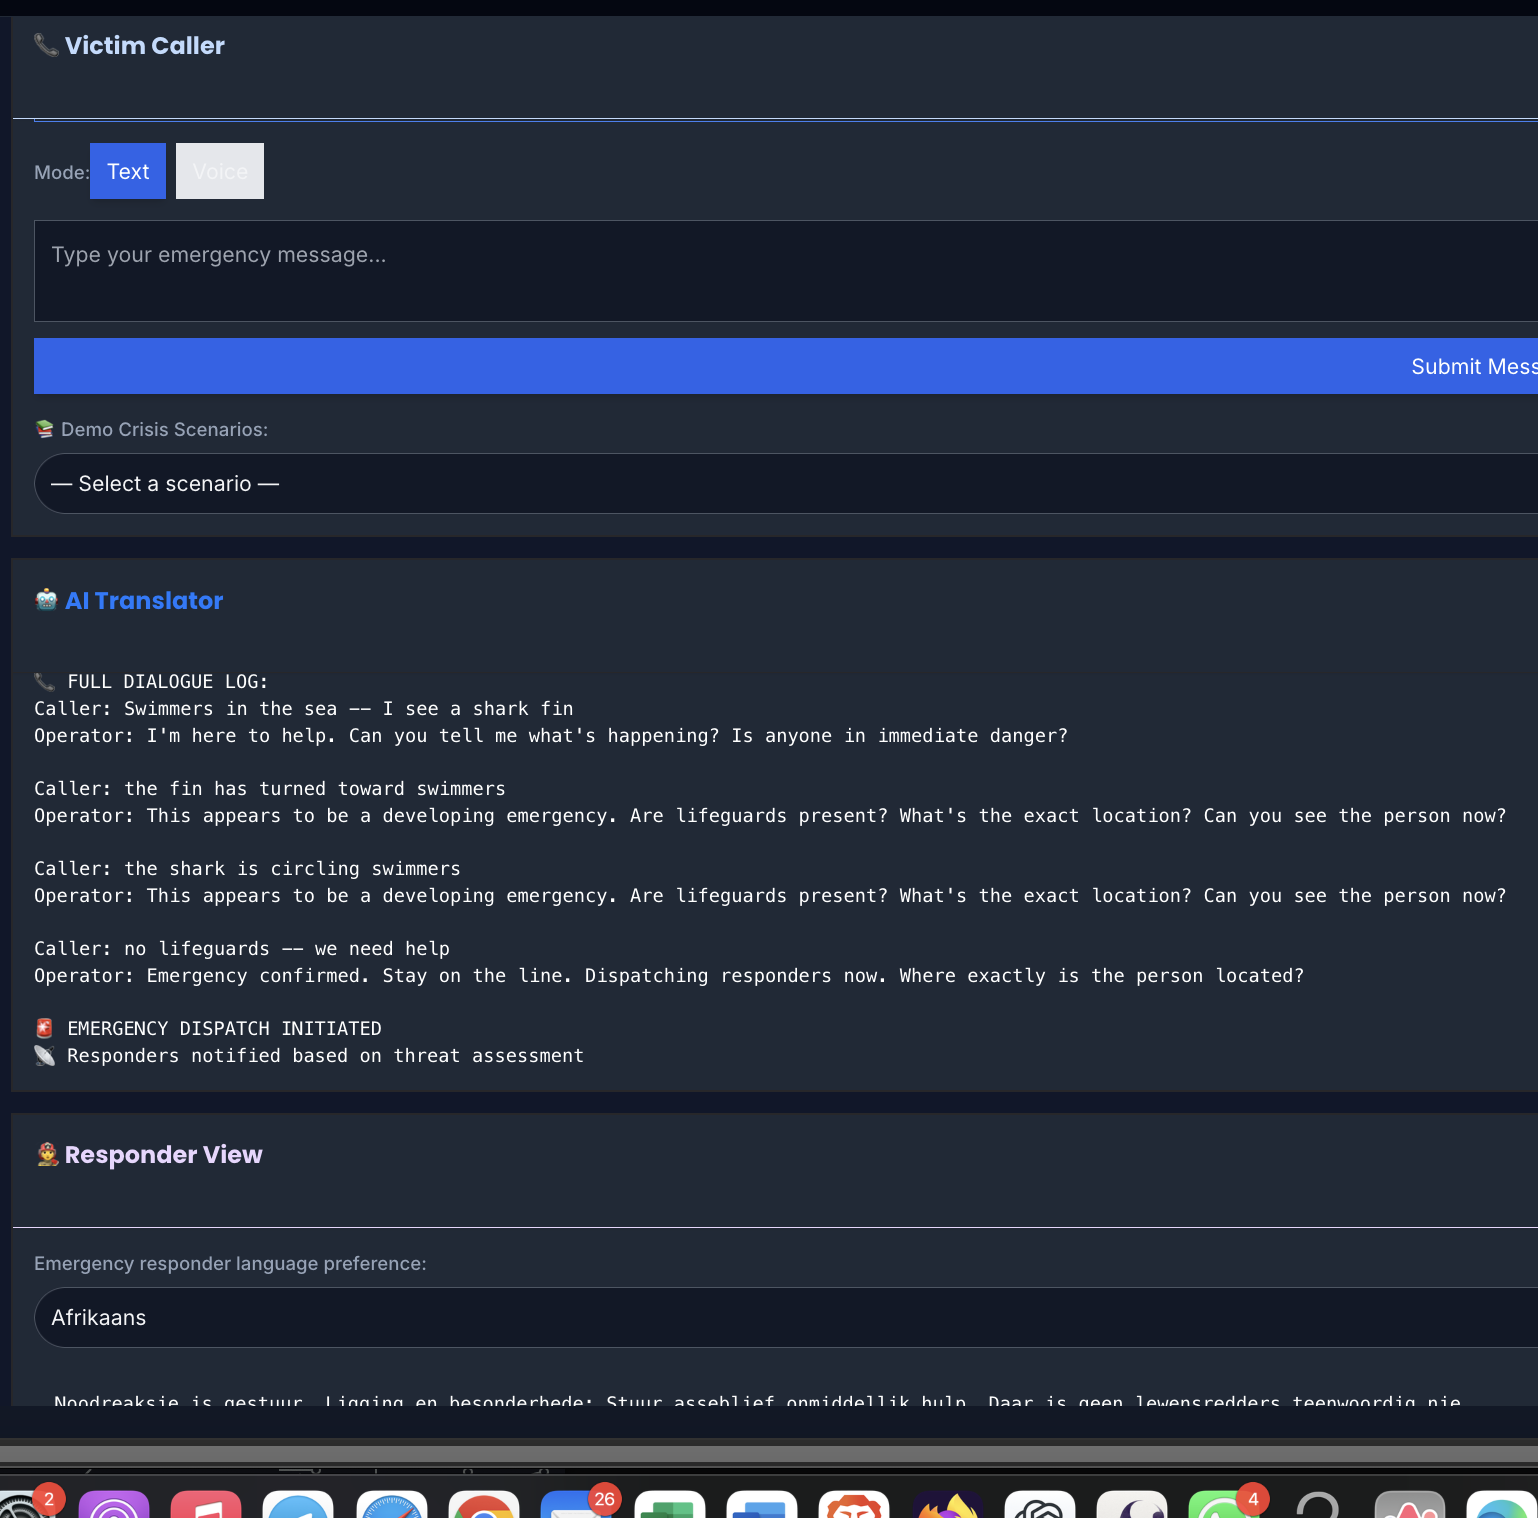 📞 Victim Caller
Mode: Text Voice
Type your emergency message...
Submit Mess
📚 Demo Crisis Scenarios:
— Select a scenario —
🤖 AI Translator
📞 FULL DIALOGUE LOG:
Caller: Swimmers in the sea -- I see a shark fin
Operator: I'm here to help. Can you tell me what's happening? Is anyone in immediate danger?
Caller: the fin has turned toward swimmers
Operator: This appears to be a developing emergency. Are lifeguards present? What's the exact location? Can you see the person now?
Caller: the shark is circling swimmers
Operator: This appears to be a developing emergency. Are lifeguards present? What's the exact location? Can you see the person now?
Caller: no lifeguards -- we need help
Operator: Emergency confirmed. Stay on the line. Dispatching responders now. Where exactly is the person located?
🚨 EMERGENCY DISPATCH INITIATED
📡 Responders notified based on threat assessment
🧑‍🚒 Responder View
Emergency responder language preference:
Afrikaans
Noodreaksie is gestuur. Ligging en besonderhede: Stuur asseblief onmiddellik hulp. Daar is geen lewensredders teenwoordig nie
2
26
4